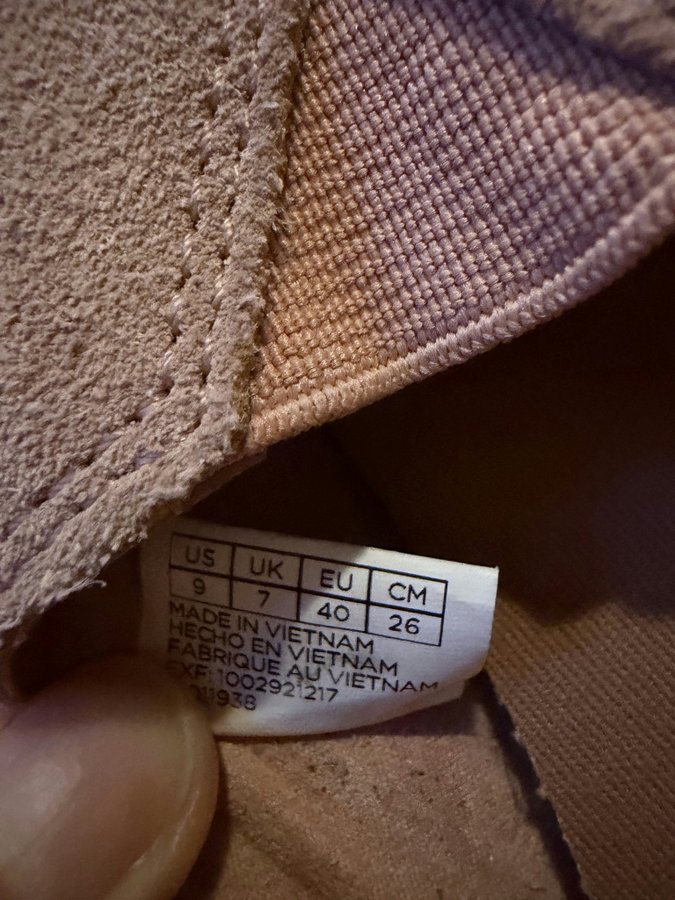 US UK EU CM
9 7 40 26
MADE IN VIETNAM
HECHO EN VIETNAM
FABRIQUE AU VIETNAM
1002921217